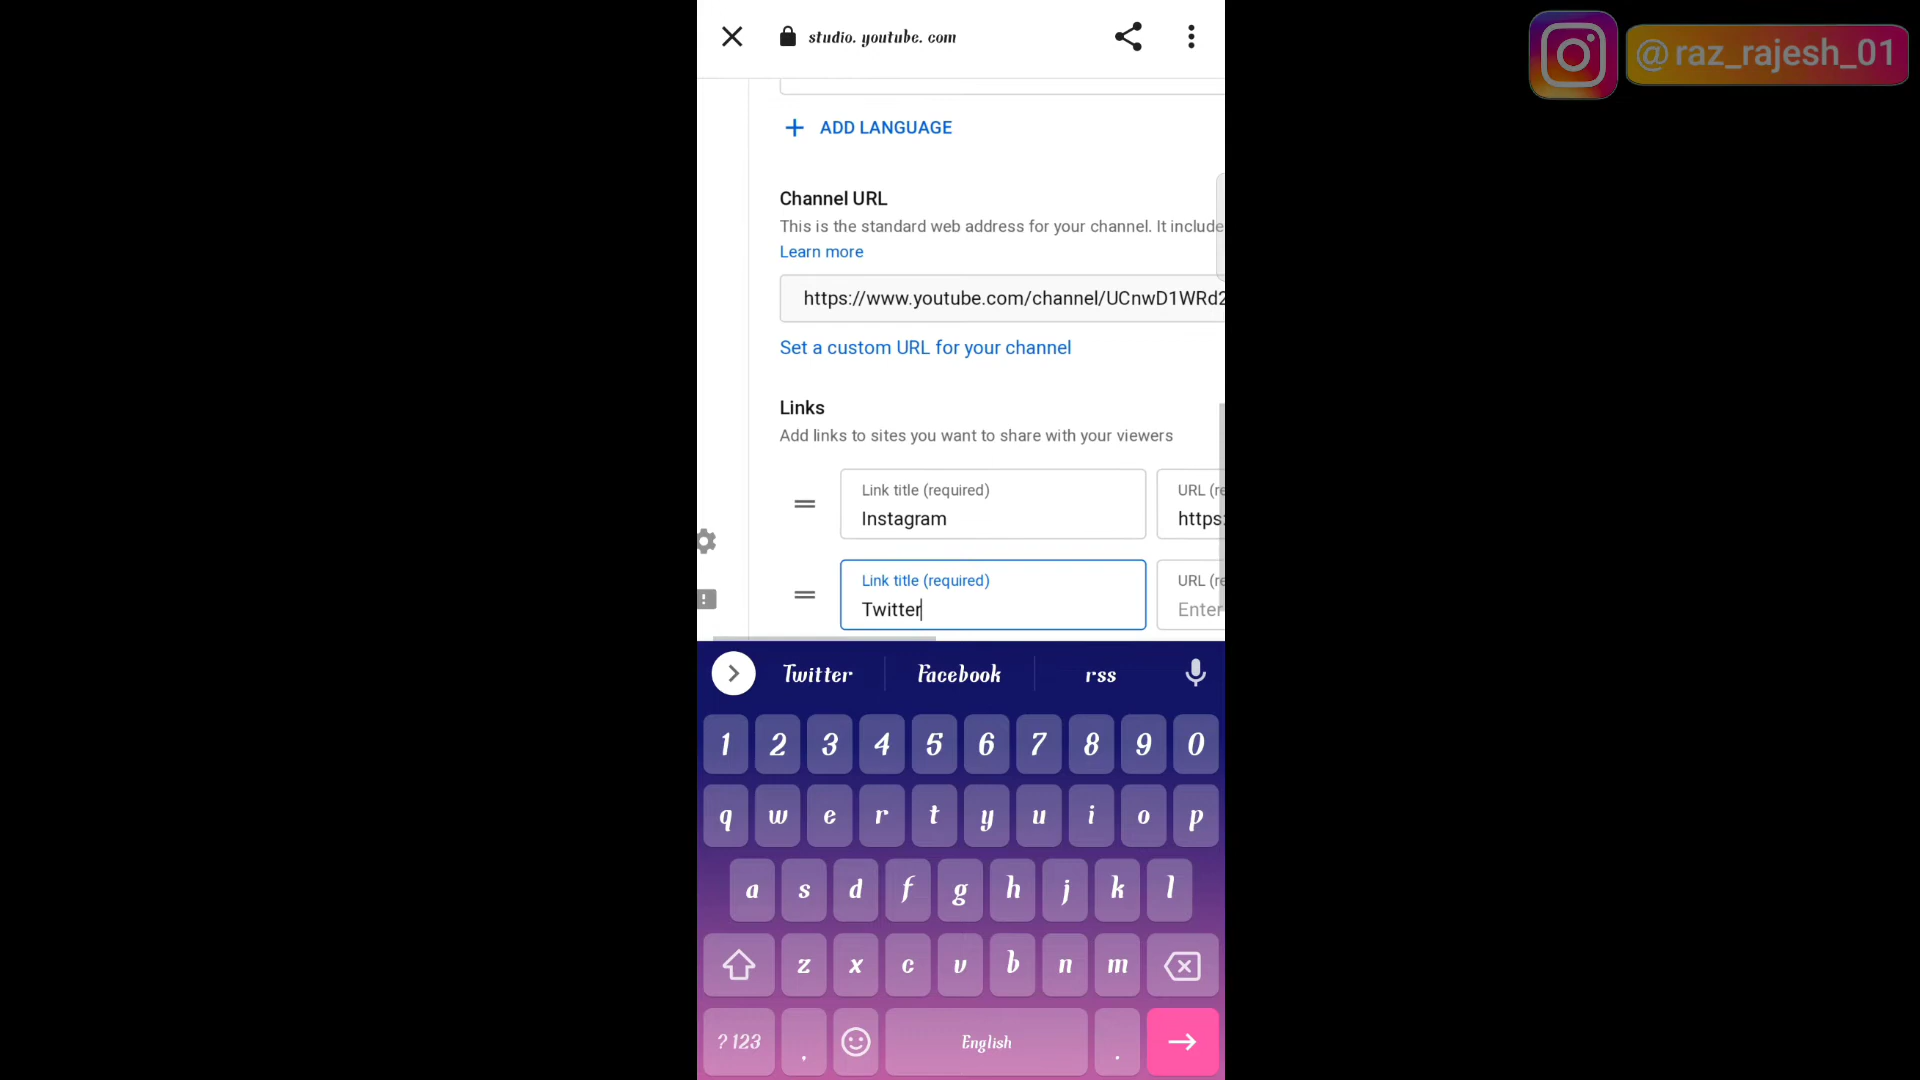 studio. youtube. com
@raz_rajesh_01
+ ADD LANGUAGE
Channel URL
This is the standard web address for your channel. It include
Learn more
https://www.youtube.com/channel/UCnwD1WRd2
Set a custom URL for your channel
Links
Add links to sites you want to share with your viewers
Link title (required) URL (re
Instagram https:
Link title (required) URL (re
Twitter Enter
Twitter Facebook rss
1 2 3 4 5 6 7 8 9 0
q w e r t y u i o p
a s d f g h j k l
z x c v b n m
?123 , English .